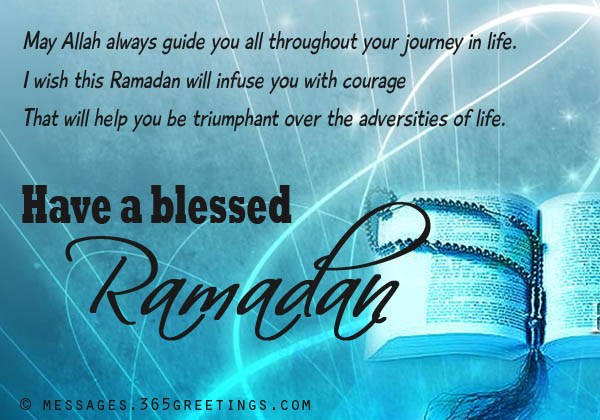 May Allah always guide you all throughout your journey in life.
I wish this Ramadan will infuse you with courage
That will help you be triumphant over the adversities of life.
Have a blessed
Ramadan
© MESSAGES.365GREETINGS.COM